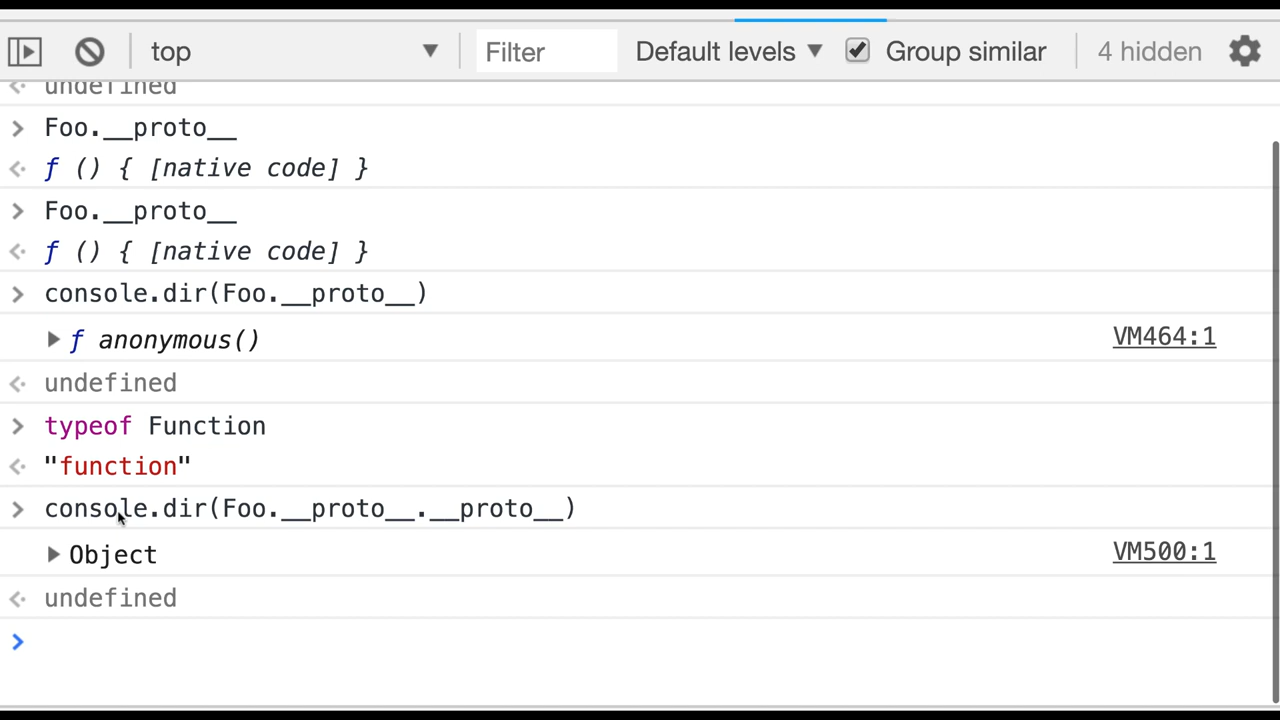 top Filter Default levels Group similar 4 hidden
undefined
Foo.__proto__
ƒ () { [native code] }
Foo.__proto__
ƒ () { [native code] }
console.dir(Foo.__proto__)
ƒ anonymous() VM464:1
undefined
typeof Function
"function"
console.dir(Foo.__proto__.__proto__)
Object VM500:1
undefined